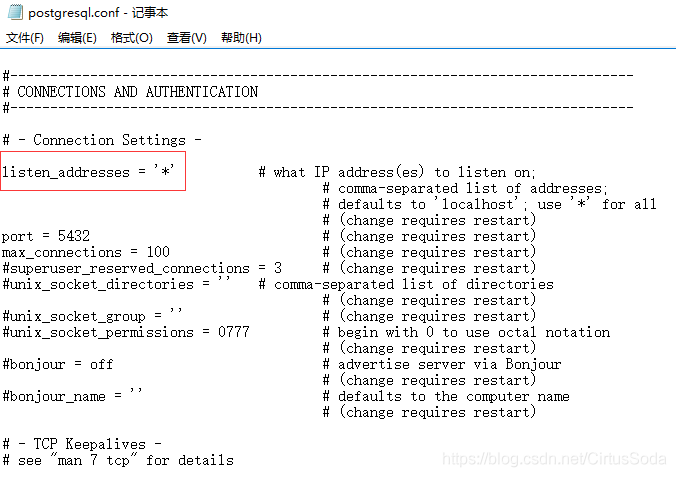 postgresql.conf - 记事本
文件(F) 编辑(E) 格式(O) 查看(V) 帮助(H)
#------------------------------------------------------------------------------
# CONNECTIONS AND AUTHENTICATION
#------------------------------------------------------------------------------
# - Connection Settings -
listen_addresses = '*' # what IP address(es) to listen on;
# comma-separated list of addresses;
# defaults to 'localhost'; use '*' for all
# (change requires restart)
port = 5432 # (change requires restart)
max_connections = 100 # (change requires restart)
#superuser_reserved_connections = 3 # (change requires restart)
#unix_socket_directories = '' # comma-separated list of directories
# (change requires restart)
#unix_socket_group = '' # (change requires restart)
#unix_socket_permissions = 0777 # begin with 0 to use octal notation
# (change requires restart)
#bonjour = off # advertise server via Bonjour
# (change requires restart)
#bonjour_name = '' # defaults to the computer name
# (change requires restart)
# - TCP Keepalives -
# see "man 7 tcp" for details
https://blog.csdn.net/CirtusSoda